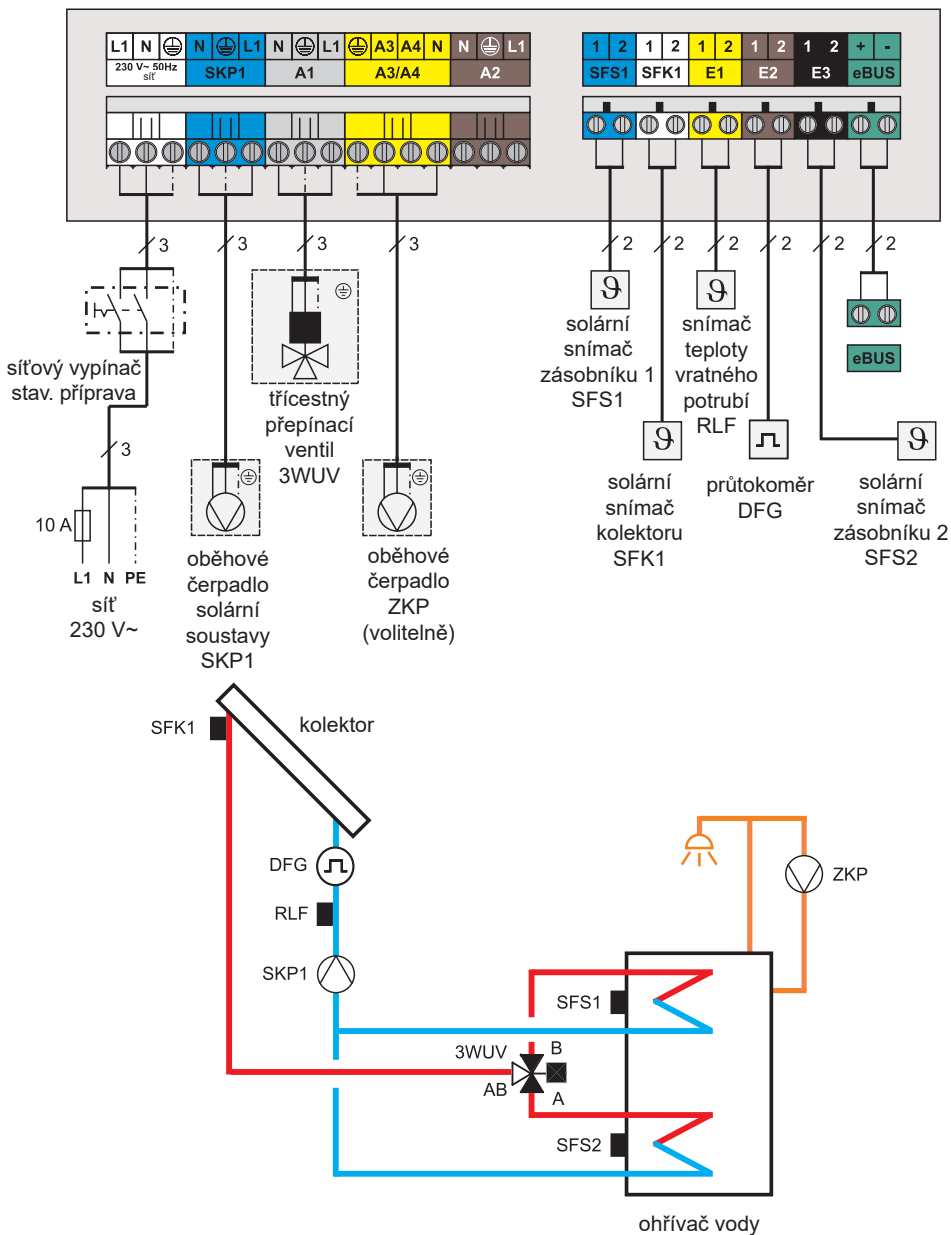 L1 N N L1 N L1 A3 A4 N N L1
230 V~ 50Hz
síť
SKP1 A1 A3/A4 A2
1 2 1 2 1 2 1 2 1 2 + -
SFS1 SFK1 E1 E2 E3 eBUS
3 3 3 3 2 2 2 2 2 2
síťový vypínač
stav. příprava
3
10 A
L1 N PE
síť
230 V~
oběhové
čerpadlo
solární
soustavy
SKP1
třícestný
přepínací
ventil
3WUV
oběhové
čerpadlo
ZKP
(volitelně)
solární
snímač
zásobníku 1
SFS1
solární
snímač
kolektoru
SFK1
snímač
teploty
vratného
potrubí
RLF
průtokoměr
DFG
eBUS
solární
snímač
zásobníku 2
SFS2
SFK1
kolektor
DFG
RLF
SKP1
ZKP
SFS1
3WUV
B
AB
A
SFS2
ohřívač vody